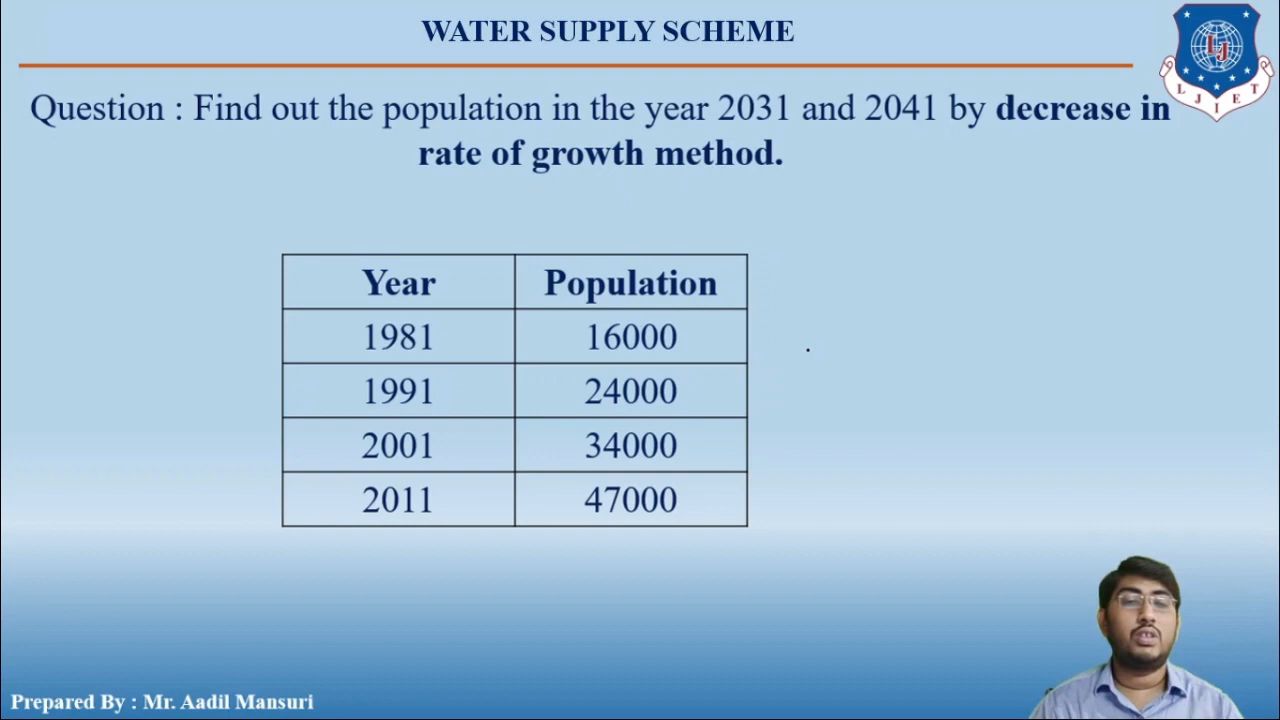 WATER SUPPLY SCHEME
LJ
L J I E T
Question : Find out the population in the year 2031 and 2041 by decrease in
rate of growth method.
Year Population
1981 16000
1991 24000
2001 34000
2011 47000
Prepared By : Mr. Aadil Mansuri